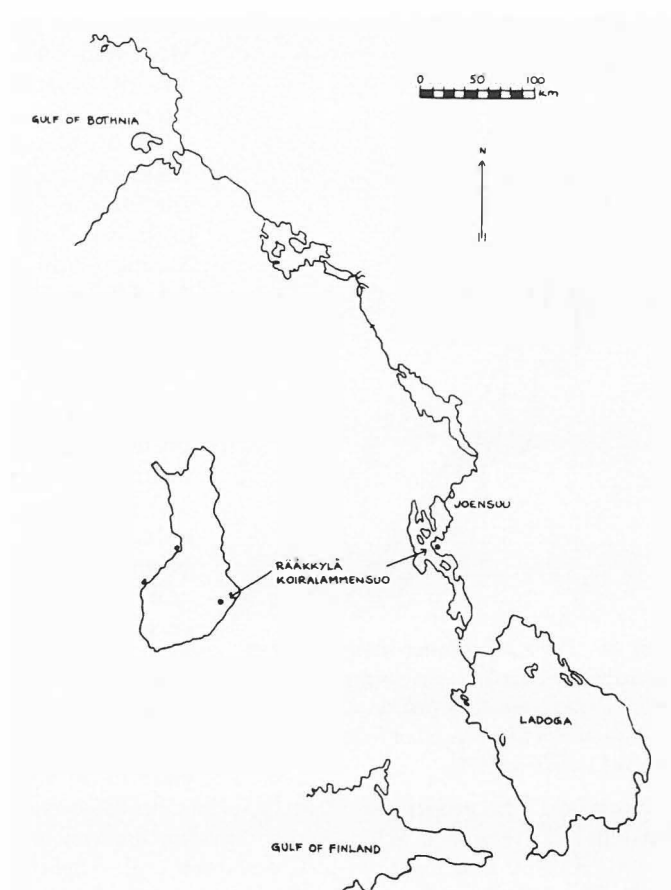 0 50 100
km
GULF OF BOTHNIA
N
JOENSUU
RÄÄKKYLÄ
KOIRALAMMENSUO
LADOGA
GULF OF FINLAND